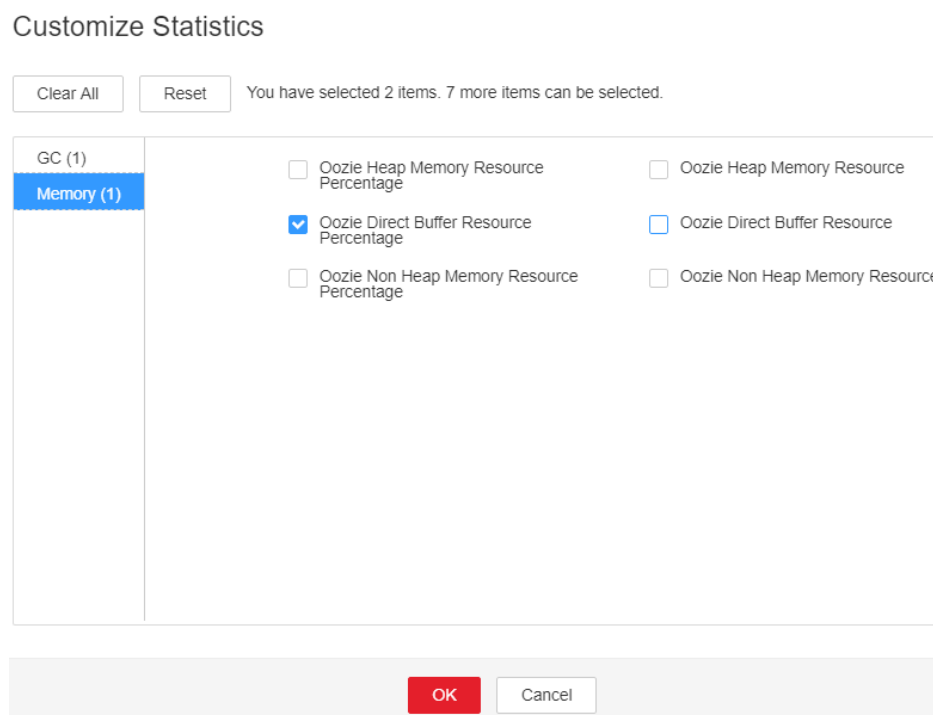 Customize Statistics
Clear All
Reset
You have selected 2 items. 7 more items can be selected.
GC (1)
Memory (1)
Oozie Heap Memory Resource
Percentage
Oozie Heap Memory Resource
Oozie Direct Buffer Resource
Percentage
Oozie Direct Buffer Resource
Oozie Non Heap Memory Resource
Percentage
Oozie Non Heap Memory Resource
OK
Cancel